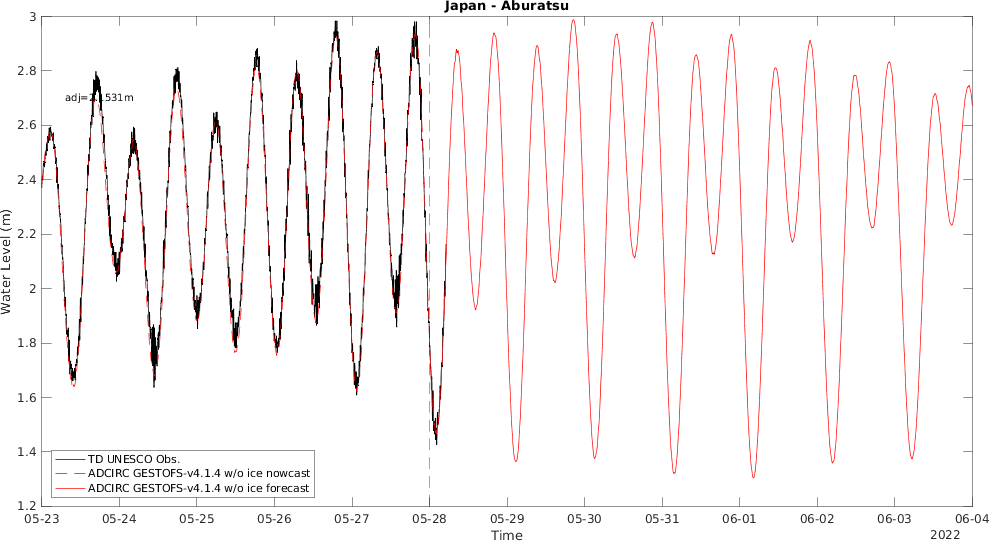 Japan - Aburatsu
3
2.8
adj=2.1531m
2.6
2.4
2.2
2
1.8
1.6
1.4
1.2
Water Level (m)
TD UNESCO Obs.
ADCIRC GESTOFS-v4.1.4 w/o ice nowcast
ADCIRC GESTOFS-v4.1.4 w/o ice forecast
05-23 05-24 05-25 05-26 05-27 05-28 05-29 05-30 05-31 06-01 06-02 06-03 06-04
Time
2022